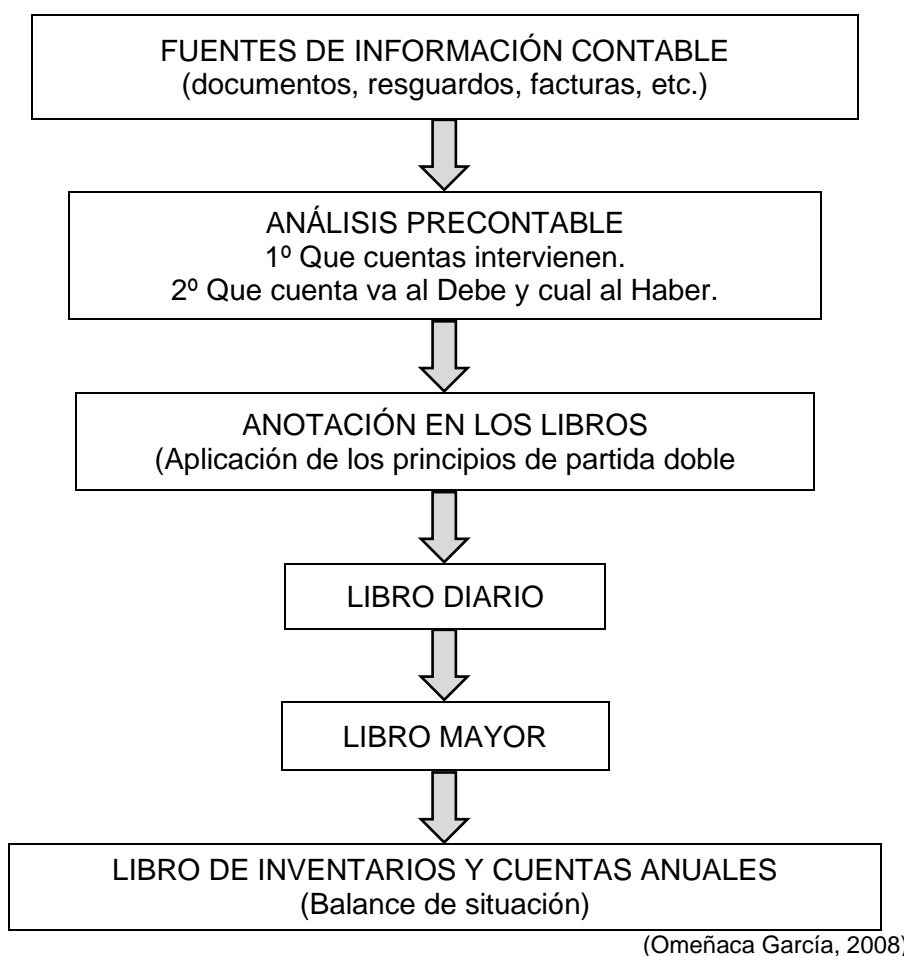 FUENTES DE INFORMACIÓN CONTABLE
(documentos, resguardos, facturas, etc.)
ANÁLISIS PRECONTABLE
1º Que cuentas intervienen.
2º Que cuenta va al Debe y cual al Haber.
ANOTACIÓN EN LOS LIBROS
(Aplicación de los principios de partida doble
LIBRO DIARIO
LIBRO MAYOR
LIBRO DE INVENTARIOS Y CUENTAS ANUALES
(Balance de situación)
(Omeñaca García, 2008)